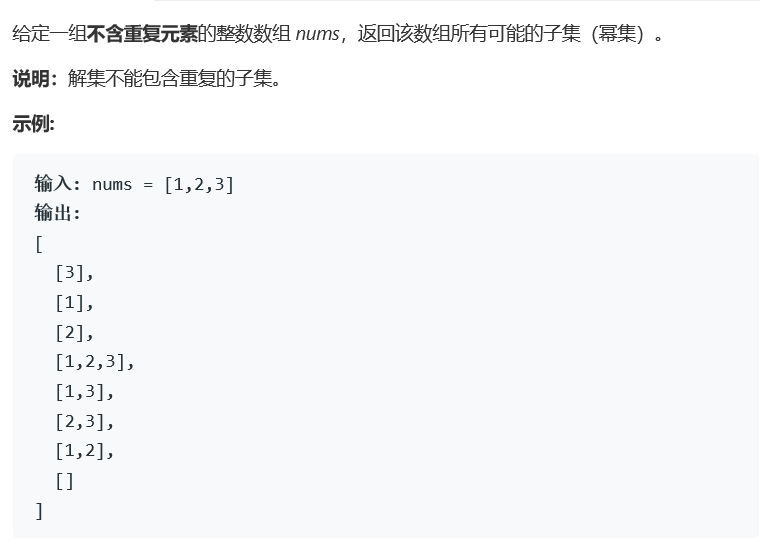 给定一组不含重复元素的整数数组 nums，返回该数组所有可能的子集（幂集）。
说明：解集不能包含重复的子集。
示例:
输入: nums = [1,2,3]
输出:
[
[3],
[1],
[2],
[1,2,3],
[1,3],
[2,3],
[1,2],
[]
]